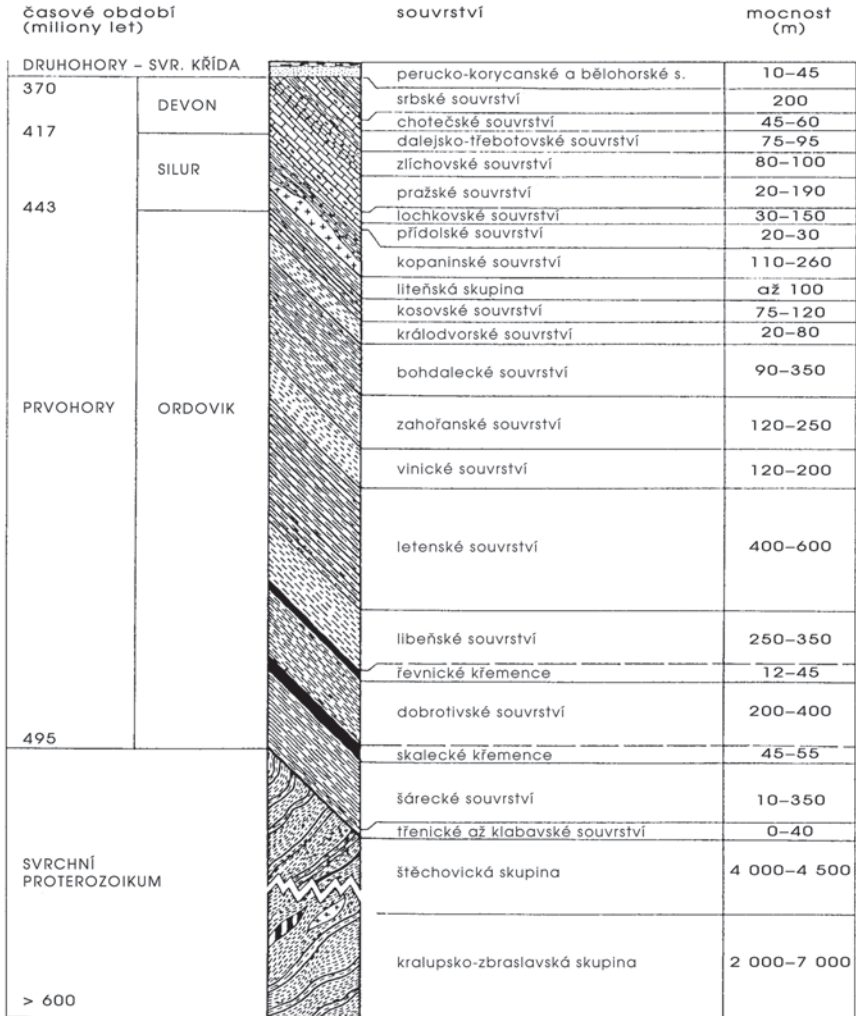 časové období
(miliony let)
souvrství
mocnost
(m)
DRUHOHORY – SVR. KŘÍDA
perucko-korycanské a bělohorské s. 10–45
370
DEVON
srbské souvrství 200
chotečské souvrství 45–60
417
dalejsko-třebotovské souvrství 75–95
SILUR
zlíchovské souvrství 80–100
pražské souvrství 20–190
443
lochkovské souvrství 30–150
přídolské souvrství 20–30
kopaninské souvrství 110–260
liteňská skupina až 100
kosovské souvrství 75–120
králodvorské souvrství 20–80
bohdalecké souvrství 90–350
PRVOHORY
ORDOVIK
zahořanské souvrství 120–250
vinické souvrství 120–200
letenské souvrství 400–600
libeňské souvrství 250–350
řevnické křemence 12–45
dobrotivské souvrství 200–400
495
skalecké křemence 45–55
šárecké souvrství 10–350
třenické až klabavské souvrství 0–40
SVRCHNÍ
PROTEROZOIKUM
štěchovická skupina 4 000–4 500
kralupsko-zbraslavská skupina 2 000–7 000
> 600